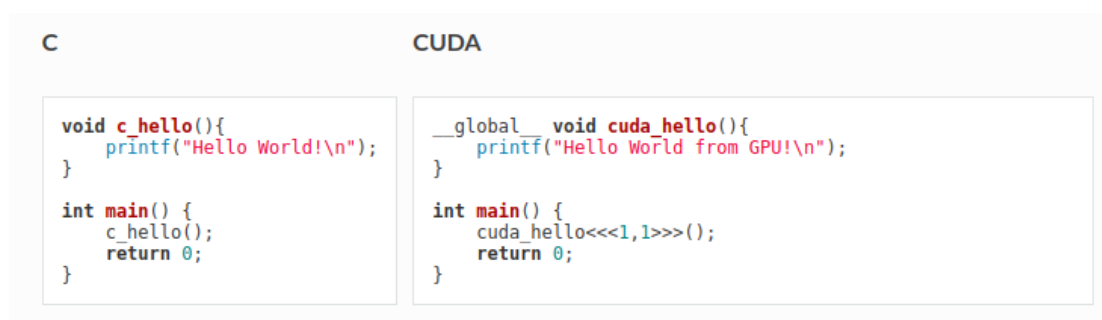 C
void c_hello(){
    printf("Hello World!\n");
}

int main() {
    c_hello();
    return 0;
}
CUDA
__global__ void cuda_hello(){
    printf("Hello World from GPU!\n");
}

int main() {
    cuda_hello<<<1,1>>>();
    return 0;
}